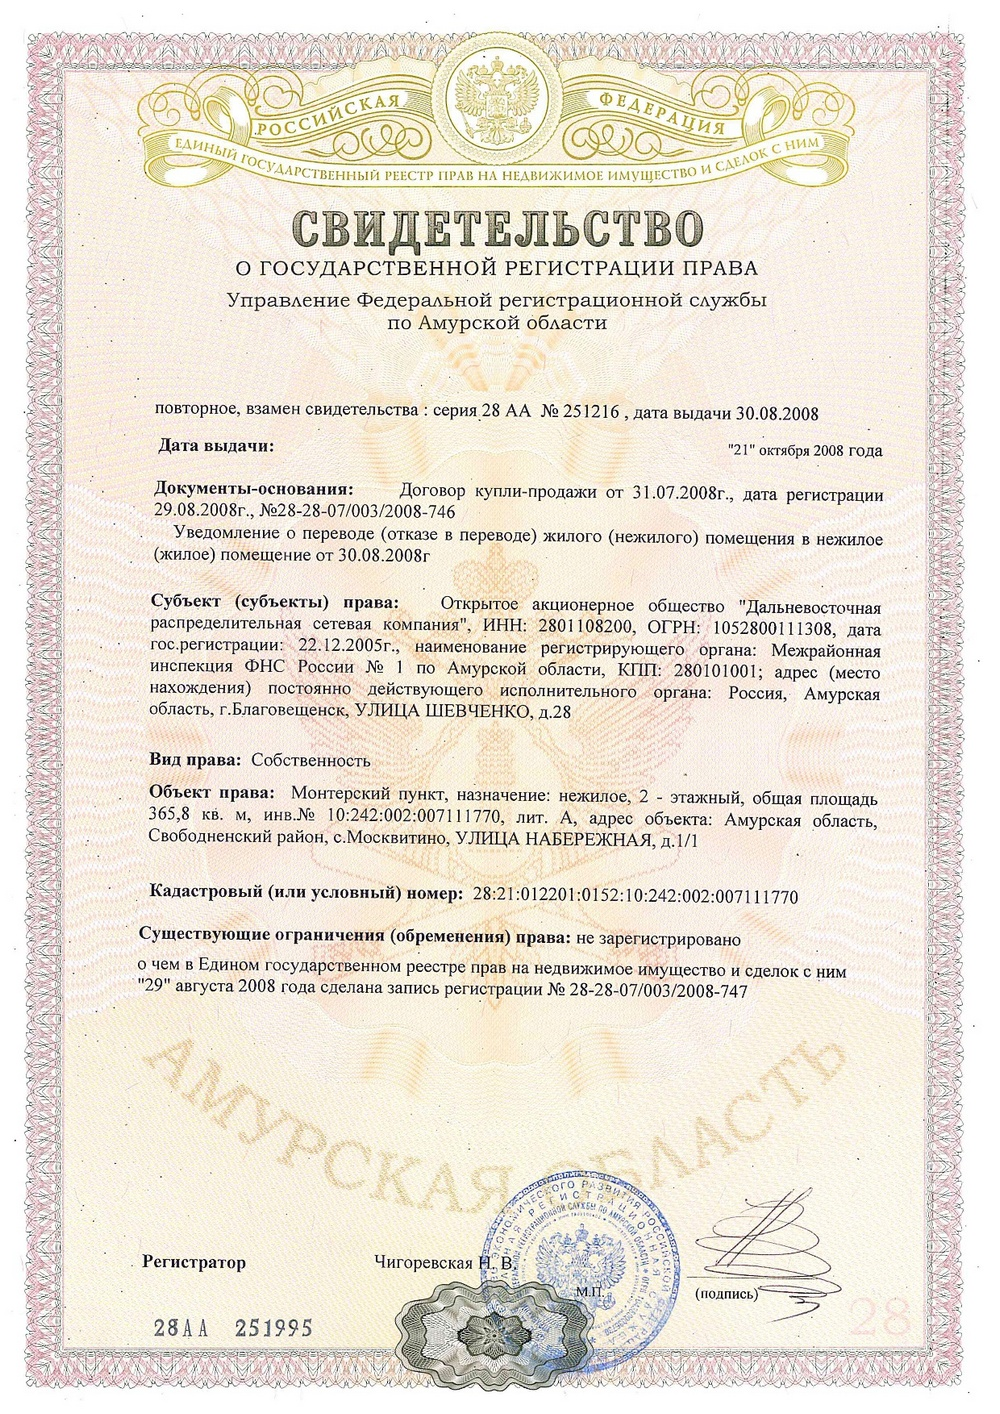 РОССИЙСКАЯ ФЕДЕРАЦИЯ
ЕДИНЫЙ ГОСУДАРСТВЕННЫЙ РЕЕСТР ПРАВ НА НЕДВИЖИМОЕ ИМУЩЕСТВО И СДЕЛОК С НИМ
СВИДЕТЕЛЬСТВО
О ГОСУДАРСТВЕННОЙ РЕГИСТРАЦИИ ПРАВА
Управление Федеральной регистрационной службы
по Амурской области
повторное, взамен свидетельства : серия 28 АА № 251216 , дата выдачи 30.08.2008
Дата выдачи: "21" октября 2008 года
Документы-основания: Договор купли-продажи от 31.07.2008г., дата регистрации
29.08.2008г., №28-28-07/003/2008-746
Уведомление о переводе (отказе в переводе) жилого (нежилого) помещения в нежилое
(жилое) помещение от 30.08.2008г
Субъект (субъекты) права: Открытое акционерное общество "Дальневосточная
распределительная сетевая компания", ИНН: 2801108200, ОГРН: 1052800111308, дата
гос.регистрации: 22.12.2005г., наименование регистрирующего органа: Межрайонная
инспекция ФНС России № 1 по Амурской области, КПП: 280101001; адрес (место
нахождения) постоянно действующего исполнительного органа: Россия, Амурская
область, г.Благовещенск, УЛИЦА ШЕВЧЕНКО, д.28
Вид права: Собственность
Объект права: Монтерский пункт, назначение: нежилое, 2 - этажный, общая площадь
365,8 кв. м, инв.№ 10:242:002:007111770, лит. А, адрес объекта: Амурская область,
Свободненский район, с.Москвитино, УЛИЦА НАБЕРЕЖНАЯ, д.1/1
Кадастровый (или условный) номер: 28:21:012201:0152:10:242:002:007111770
Существующие ограничения (обременения) права: не зарегистрировано
о чем в Едином государственном реестре прав на недвижимое имущество и сделок с ним
"29" августа 2008 года сделана запись регистрации № 28-28-07/003/2008-747
АМУРСКАЯ ОБЛАСТЬ
Регистратор Чигоревская Н. В.
М.П.
(подпись)
28АА 251995
28